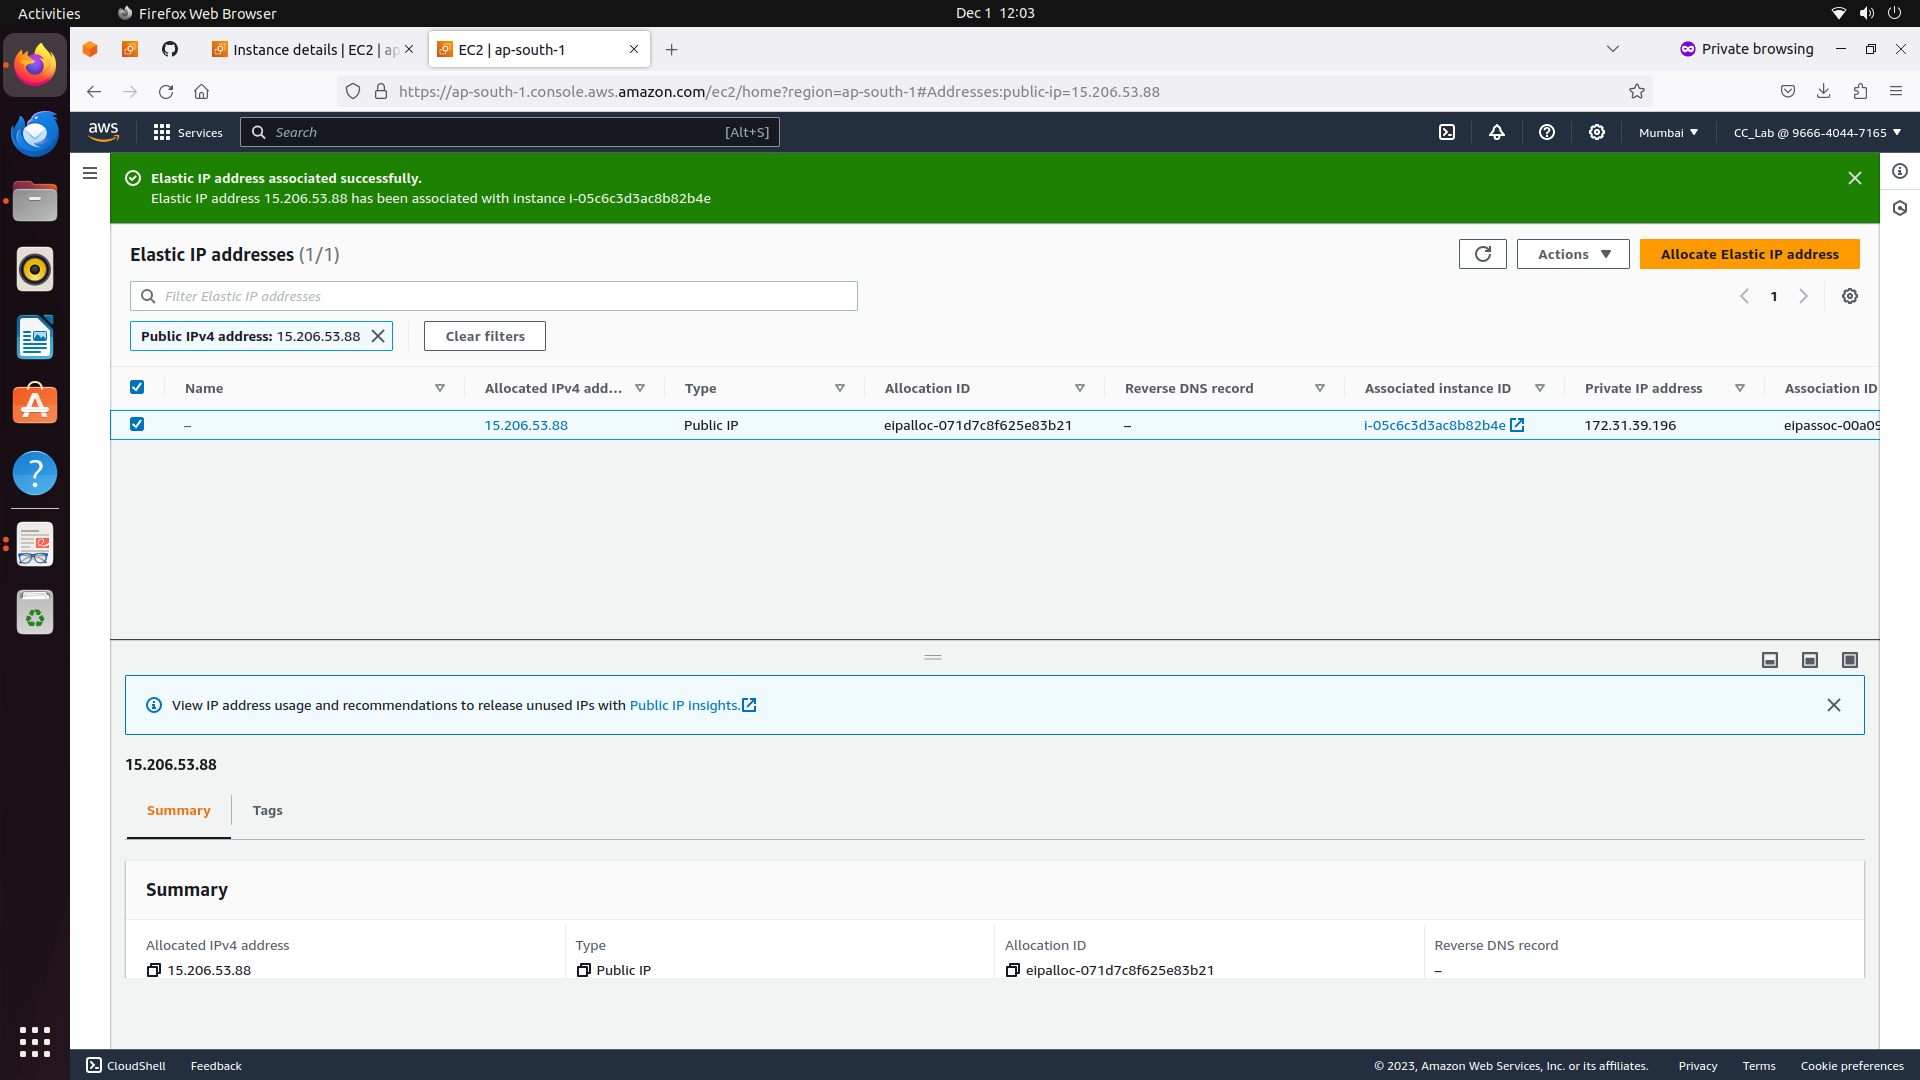 Activities
Firefox Web Browser
Dec 1 12:03
Instance details | EC2 | ap
EC2 | ap-south-1
Private browsing
https://ap-south-1.console.aws.amazon.com/ec2/home?region=ap-south-1#Addresses:public-ip=15.206.53.88
aws
Services
Search
[Alt+S]
Mumbai
CC_Lab @ 9666-4044-7165
Elastic IP address associated successfully.
Elastic IP address 15.206.53.88 has been associated with instance i-05c6c3d3ac8b82b4e
Elastic IP addresses (1/1)
Actions
Allocate Elastic IP address
Filter Elastic IP addresses
1
Public IPv4 address: 15.206.53.88
Clear filters
Name
Allocated IPv4 add...
Type
Allocation ID
Reverse DNS record
Associated instance ID
Private IP address
Association ID
–
15.206.53.88
Public IP
eipalloc-071d7c8f625e83b21
–
i-05c6c3d3ac8b82b4e
172.31.39.196
eipassoc-00a09
View IP address usage and recommendations to release unused IPs with Public IP insights.
15.206.53.88
Summary
Tags
Summary
Allocated IPv4 address
Type
Allocation ID
Reverse DNS record
15.206.53.88
Public IP
eipalloc-071d7c8f625e83b21
–
CloudShell
Feedback
© 2023, Amazon Web Services, Inc. or its affiliates.
Privacy
Terms
Cookie preferences